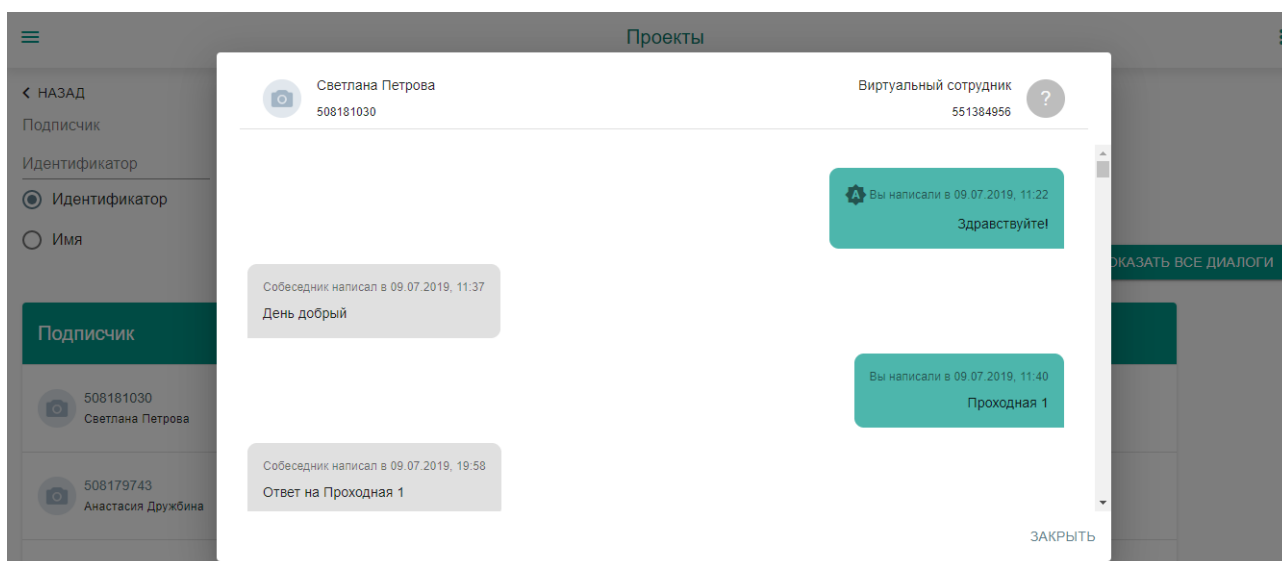 Проекты
НАЗАД
Подписчик
Идентификатор
Идентификатор
Имя
ОКАЗАТЬ ВСЕ ДИАЛОГИ
Подписчик
508181030
Светлана Петрова
508179743
Анастасия Дружбина
Светлана Петрова
508181030
Виртуальный сотрудник
551384956
?
A Вы написали в 09.07.2019, 11:22
Здравствуйте!
Собеседник написал в 09.07.2019, 11:37
День добрый
Вы написали в 09.07.2019, 11:40
Проходная 1
Собеседник написал в 09.07.2019, 19:58
Ответ на Проходная 1
ЗАКРЫТЬ